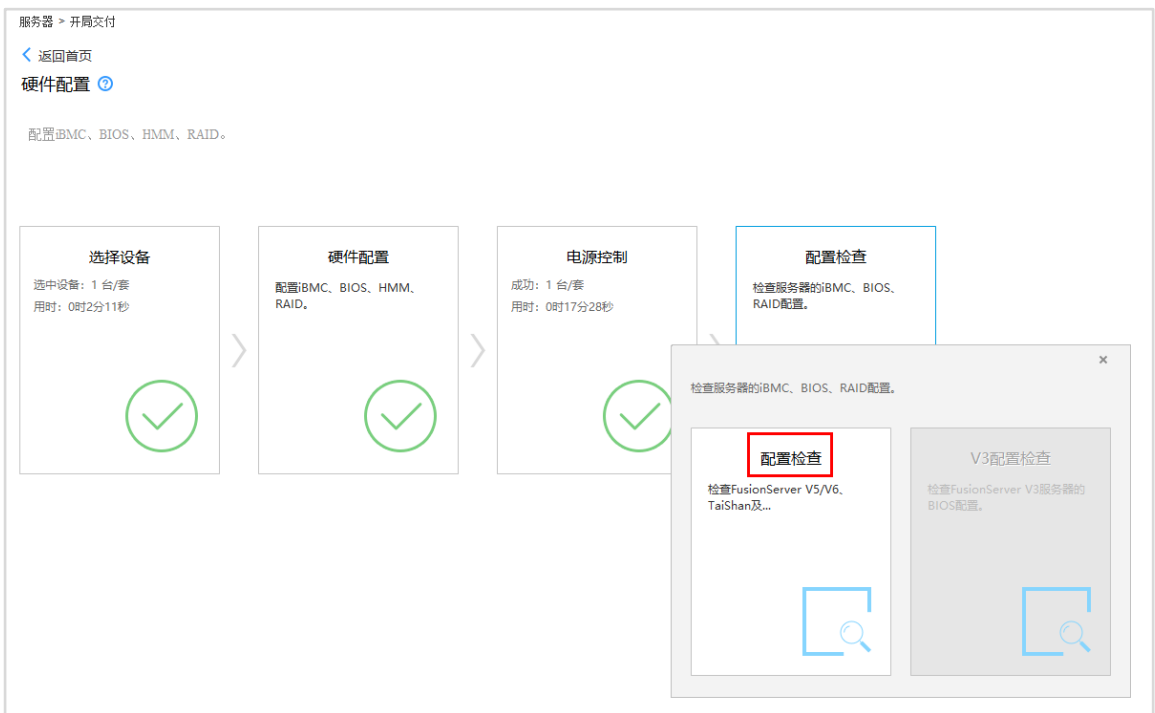 服务器 > 开局交付
返回首页
硬件配置
配置iBMC、BIOS、HMM、RAID。
选择设备
选中设备：1 台/套
用时：0时2分11秒
硬件配置
配置iBMC、BIOS、HMM、
RAID。
电源控制
成功：1 台/套
用时：0时17分28秒
配置检查
检查服务器的iBMC、BIOS、
RAID配置。
检查服务器的iBMC、BIOS、RAID配置。
配置检查
检查FusionServer V5/V6、
TaiShan及...
V3配置检查
检查FusionServer V3服务器的
BIOS配置。